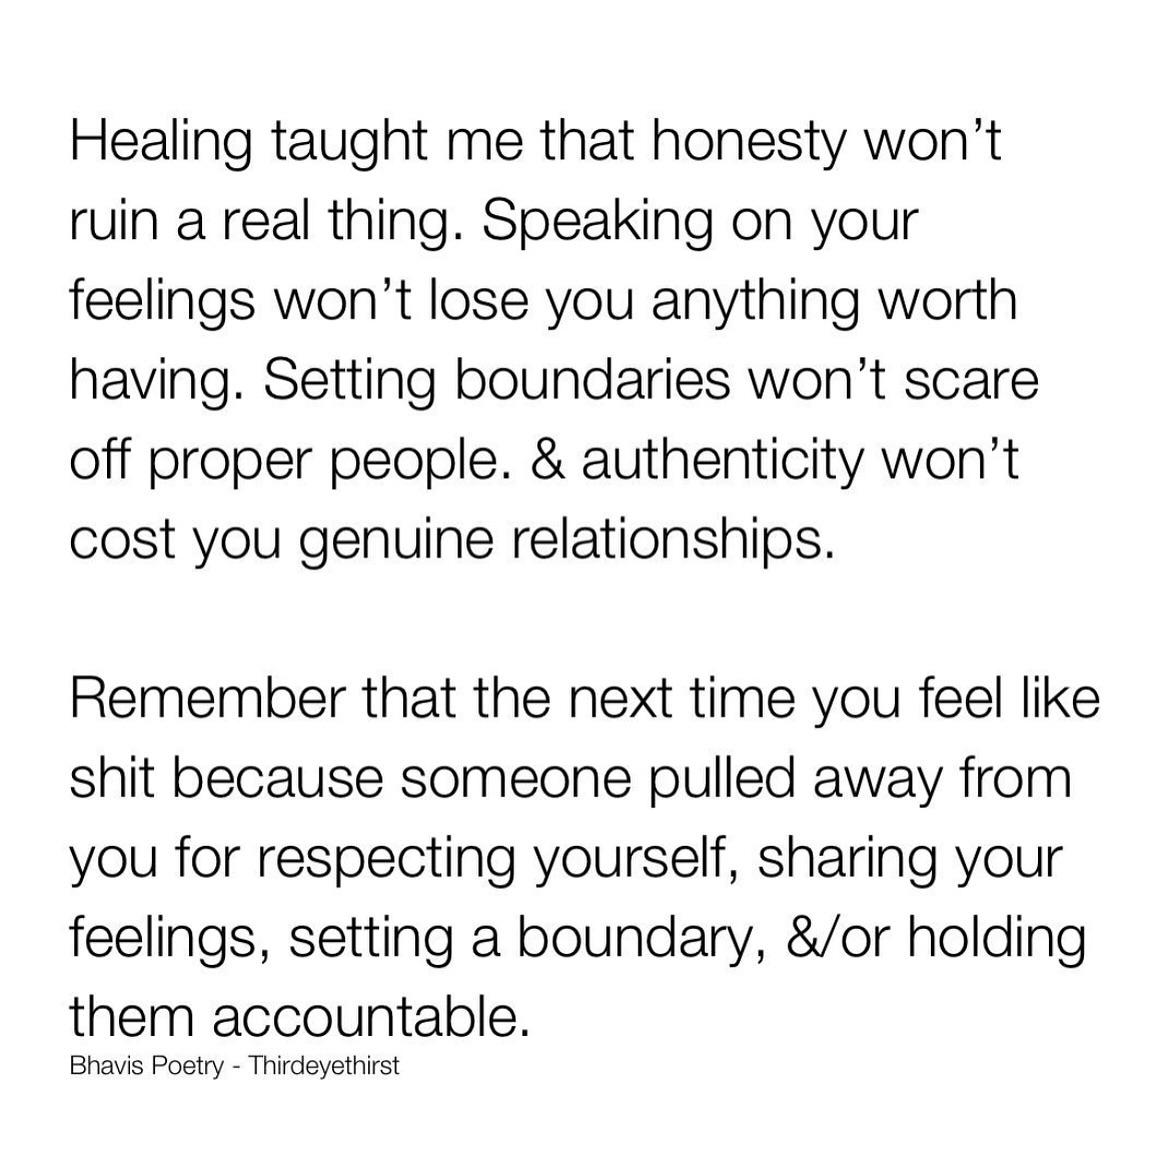 Healing taught me that honesty won’t
ruin a real thing. Speaking on your
feelings won’t lose you anything worth
having. Setting boundaries won’t scare
off proper people. & authenticity won’t
cost you genuine relationships.
Remember that the next time you feel like
shit because someone pulled away from
you for respecting yourself, sharing your
feelings, setting a boundary, &/or holding
them accountable.
Bhavis Poetry - Thirdeyethirst